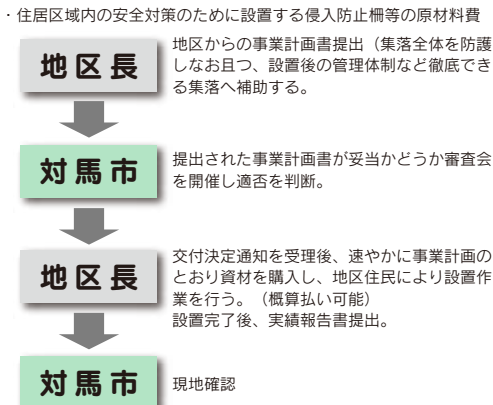 ・住居区域内の安全対策のために設置する侵入防止柵等の原材料費
地区長
地区からの事業計画書提出（集落全体を防護
しなお且つ、設置後の管理体制など徹底でき
る集落へ補助する。
対馬市
提出された事業計画書が妥当かどうか審査会
を開催し適否を判断。
地区長
交付決定通知を受理後、速やかに事業計画の
とおり資材を購入し、地区住民により設置作
業を行う。（概算払い可能）
設置完了後、実績報告書提出。
対馬市
現地確認